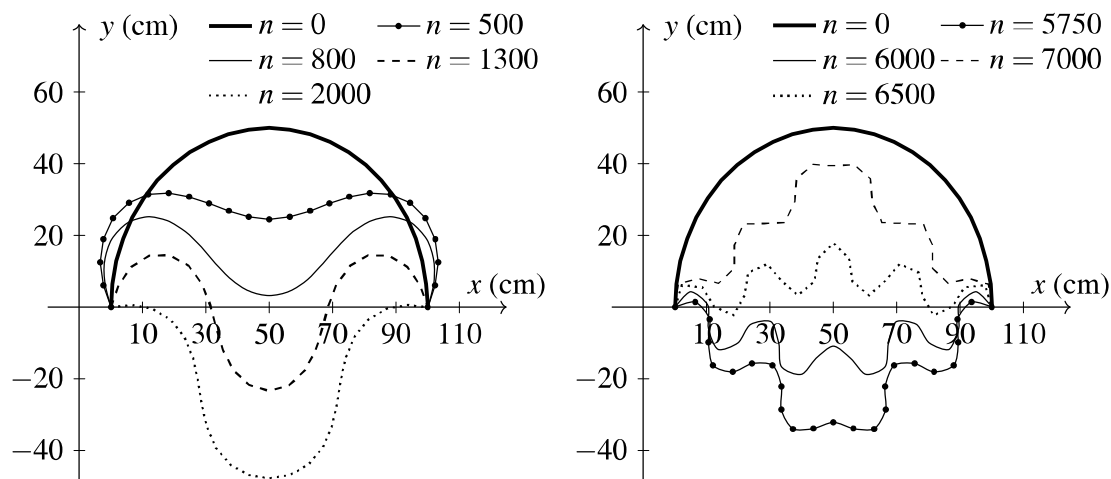 y (cm)
n = 0
n = 500
n = 800
n = 1300
n = 2000
60
40
20
−20
−40
10
30
70
90
110
x (cm)
y (cm)
n = 0
n = 5750
n = 6000
n = 7000
n = 6500
60
40
20
−20
−40
10
30
50
70
90
110
x (cm)